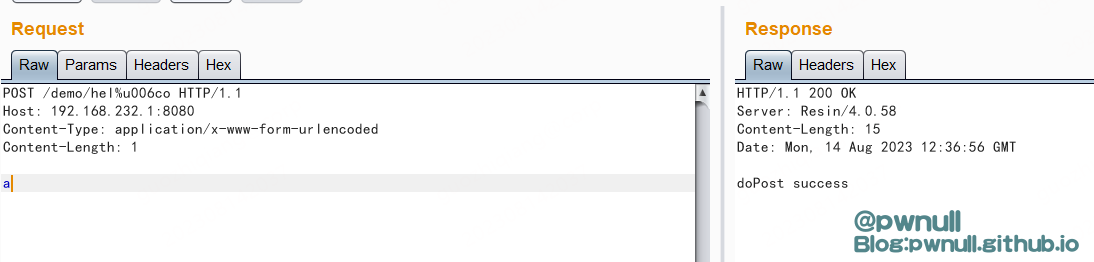 Request
Raw
Params
Headers
Hex
POST /demo/hel%u006co HTTP/1.1
Host: 192.168.232.1:8080
Content-Type: application/x-www-form-urlencoded
Content-Length: 1
a
Response
Raw
Headers
Hex
HTTP/1.1 200 OK
Server: Resin/4.0.58
Content-Length: 15
Date: Mon, 14 Aug 2023 12:36:56 GMT
doPost success
@pwnull
Blog:pwnull.github.io